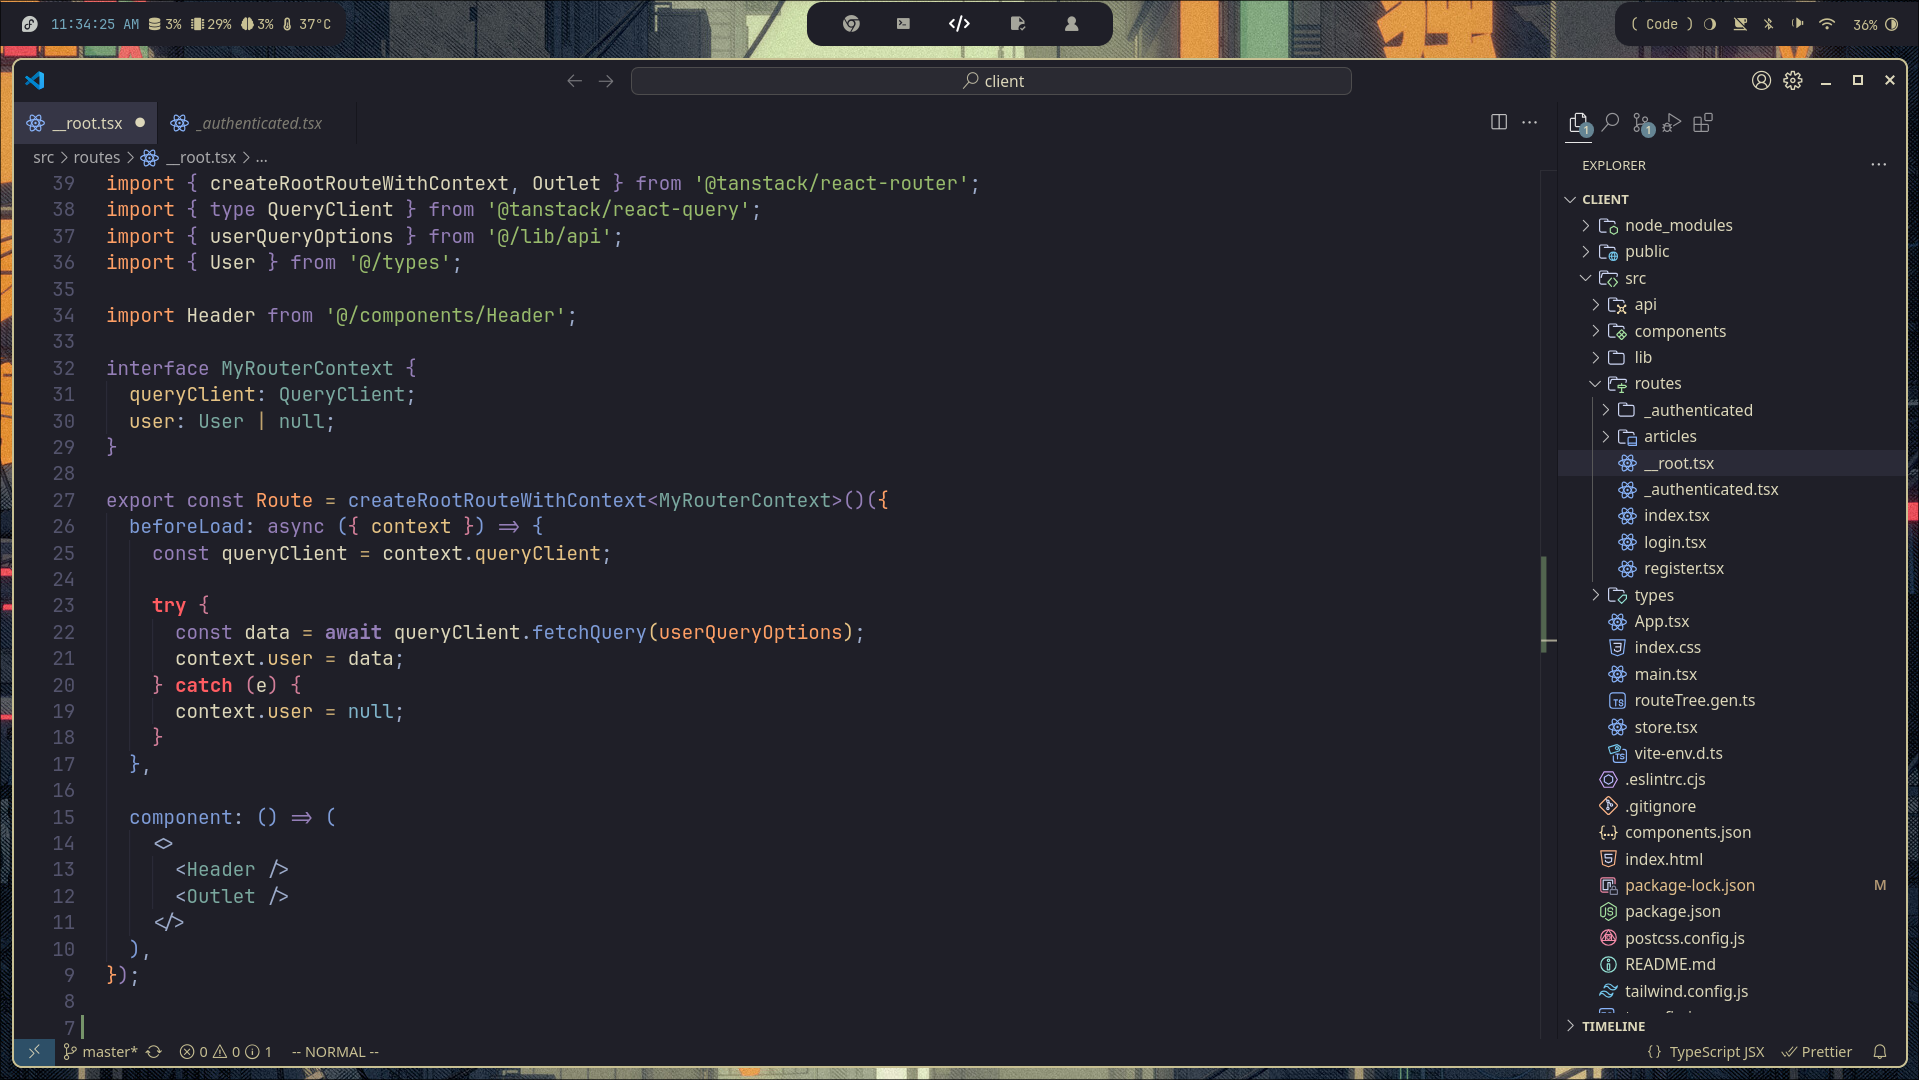 11:34:25 AM 3% 29% 3% 37°C
( Code ) 36%
client
__root.tsx
_authenticated.tsx
src > routes > __root.tsx > ...
39 import { createRootRouteWithContext, Outlet } from '@tanstack/react-router';
38 import { type QueryClient } from '@tanstack/react-query';
37 import { userQueryOptions } from '@/lib/api';
36 import { User } from '@/types';
35
34 import Header from '@/components/Header';
33
32 interface MyRouterContext {
31 queryClient: QueryClient;
30 user: User | null;
29 }
28
27 export const Route = createRootRouteWithContext<MyRouterContext>()({
26 beforeLoad: async ({ context }) => {
25 const queryClient = context.queryClient;
24
23 try {
22 const data = await queryClient.fetchQuery(userQueryOptions);
21 context.user = data;
20 } catch (e) {
19 context.user = null;
18 }
17 },
16
15 component: () => (
14 <>
13 <Header />
12 <Outlet />
11 </>
10 ),
9 });
8
7
1
1
EXPLORER
CLIENT
node_modules
public
src
api
components
lib
routes
_authenticated
articles
__root.tsx
_authenticated.tsx
index.tsx
login.tsx
register.tsx
types
App.tsx
index.css
main.tsx
routeTree.gen.ts
store.tsx
vite-env.d.ts
.eslintrc.cjs
.gitignore
components.json
index.html
package-lock.json M
package.json
postcss.config.js
README.md
tailwind.config.js
TIMELINE
master* 0 0 1 -- NORMAL --
{ } TypeScript JSX Prettier